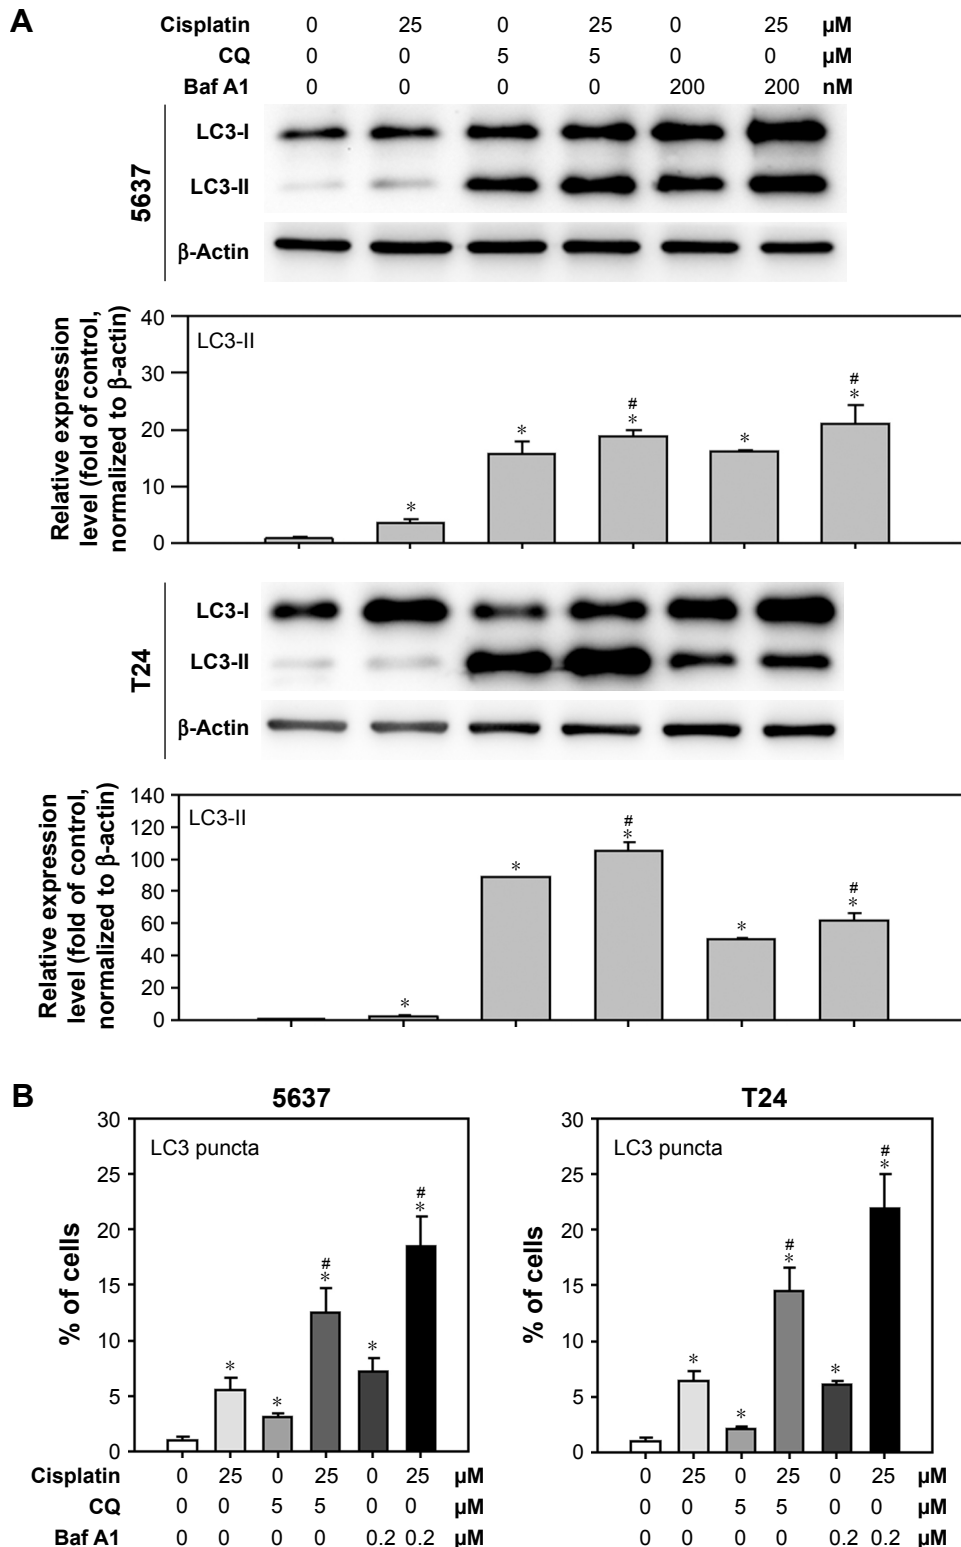 A
Cisplatin 0 25 0 25 0 25 µM
CQ 0 0 5 5 0 0 µM
Baf A1 0 0 0 0 200 200 nM
5637
LC3-I
LC3-II
β-Actin
Relative expression
level (fold of control,
normalized to β-actin)
40
30
20
10
0
LC3-II
*
*
#
*
*
#
*
T24
LC3-I
LC3-II
β-Actin
Relative expression
level (fold of control,
normalized to β-actin)
140
120
100
80
60
40
20
0
LC3-II
*
*
#
*
*
#
*
B
5637
% of cells
30
25
20
15
10
5
0
LC3 puncta
*
*
#
*
*
#
*
Cisplatin 0 25 0 25 0 25 µM
CQ 0 0 5 5 0 0 µM
Baf A1 0 0 0 0 0.2 0.2 µM
T24
% of cells
30
25
20
15
10
5
0
LC3 puncta
*
*
#
*
*
#
*
0 25 0 25 0 25 µM
0 0 5 5 0 0 µM
0 0 0 0 0.2 0.2 µM